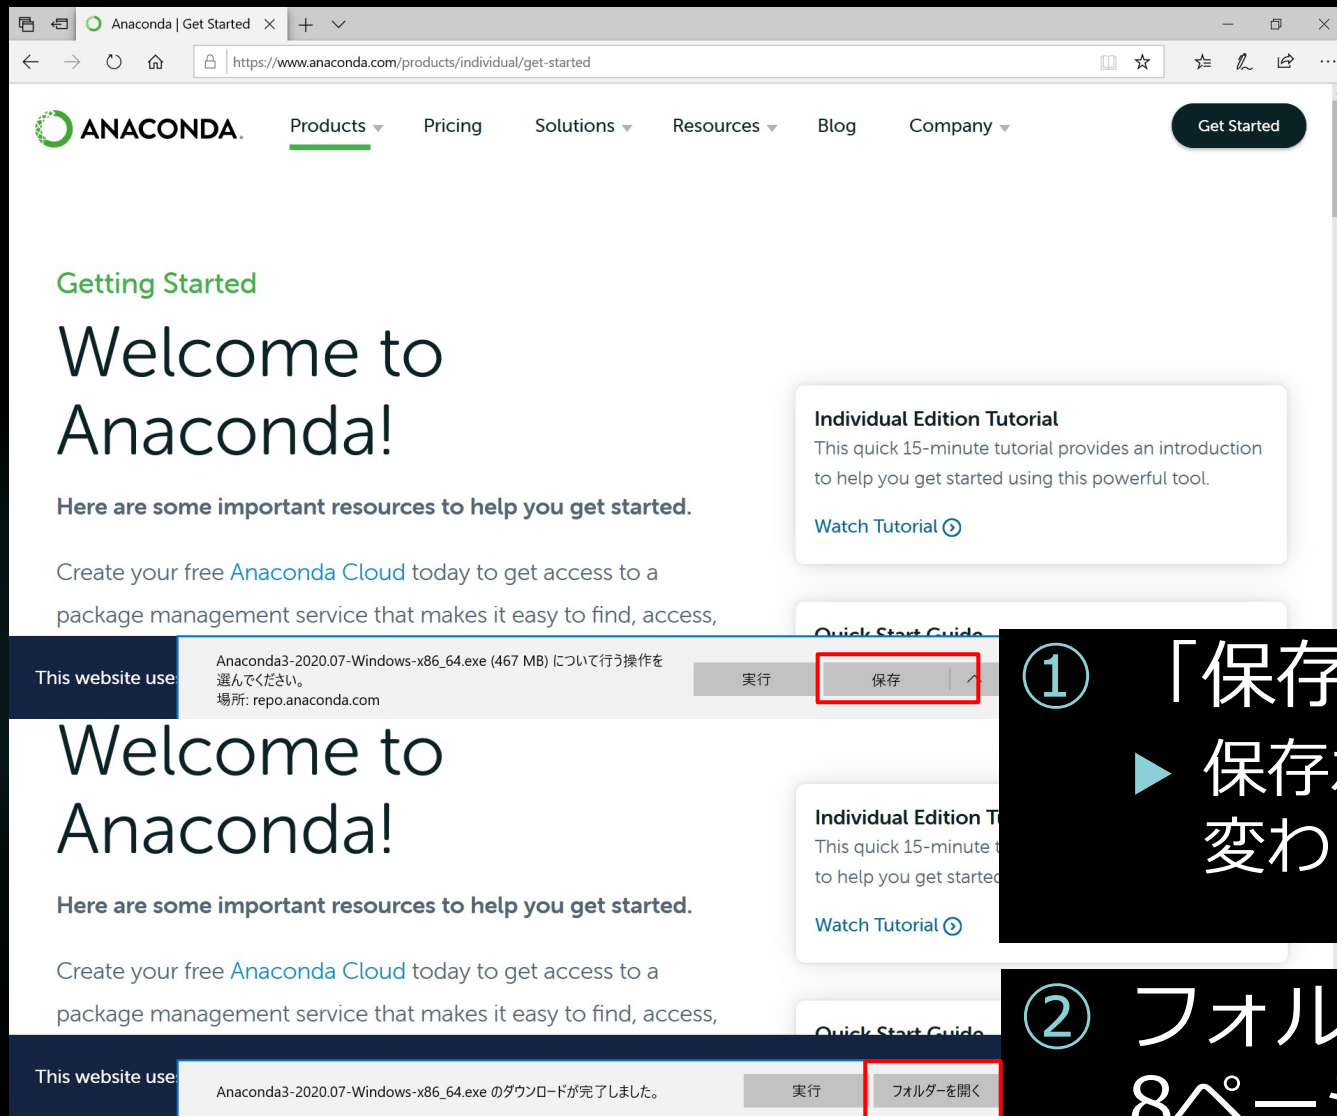 Anaconda | Get Started
https://www.anaconda.com/products/individual/get-started
ANACONDA.
Products
Pricing
Solutions
Resources
Blog
Company
Get Started
Getting Started
Welcome to
Anaconda!
Here are some important resources to help you get started.
Create your free Anaconda Cloud today to get access to a
package management service that makes it easy to find, access,
Individual Edition Tutorial
This quick 15-minute tutorial provides an introduction
to help you get started using this powerful tool.
Watch Tutorial
Quick Start Guide
This website use
Anaconda3-2020.07-Windows-x86_64.exe (467 MB) について行う操作を
選んでください。
場所: repo.anaconda.com
実行
保存
① 「保存
保存
変わ
Welcome to
Anaconda!
Here are some important resources to help you get started.
Create your free Anaconda Cloud today to get access to a
package management service that makes it easy to find, access,
Individual Edition T
This quick 15-minute
to help you get started
Watch Tutorial
Quick Start Guide
This website use
Anaconda3-2020.07-Windows-x86_64.exe のダウンロードが完了しました。
実行
フォルダーを開く
② フォル
8ペー